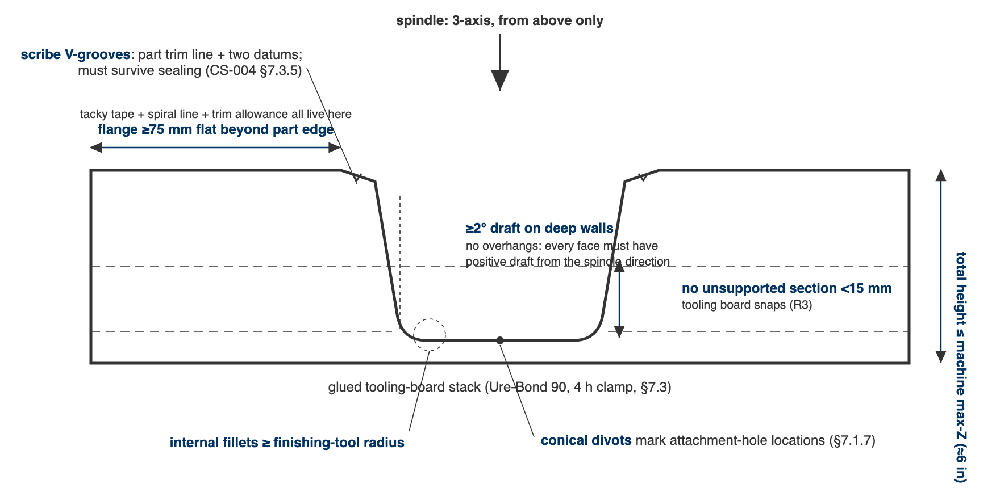 spindle: 3-axis, from above only
scribe V-grooves: part trim line + two datums;
must survive sealing (CS-004 §7.3.5)
tacky tape + spiral line + trim allowance all live here
flange ≥75 mm flat beyond part edge
≥2° draft on deep walls
no overhangs: every face must have
positive draft from the spindle direction
no unsupported section <15 mm
tooling board snaps (R3)
total height ≤ machine max-Z (≈6 in)
glued tooling-board stack (Ure-Bond 90, 4 h clamp, §7.3)
internal fillets ≥ finishing-tool radius
conical divots mark attachment-hole locations (§7.1.7)